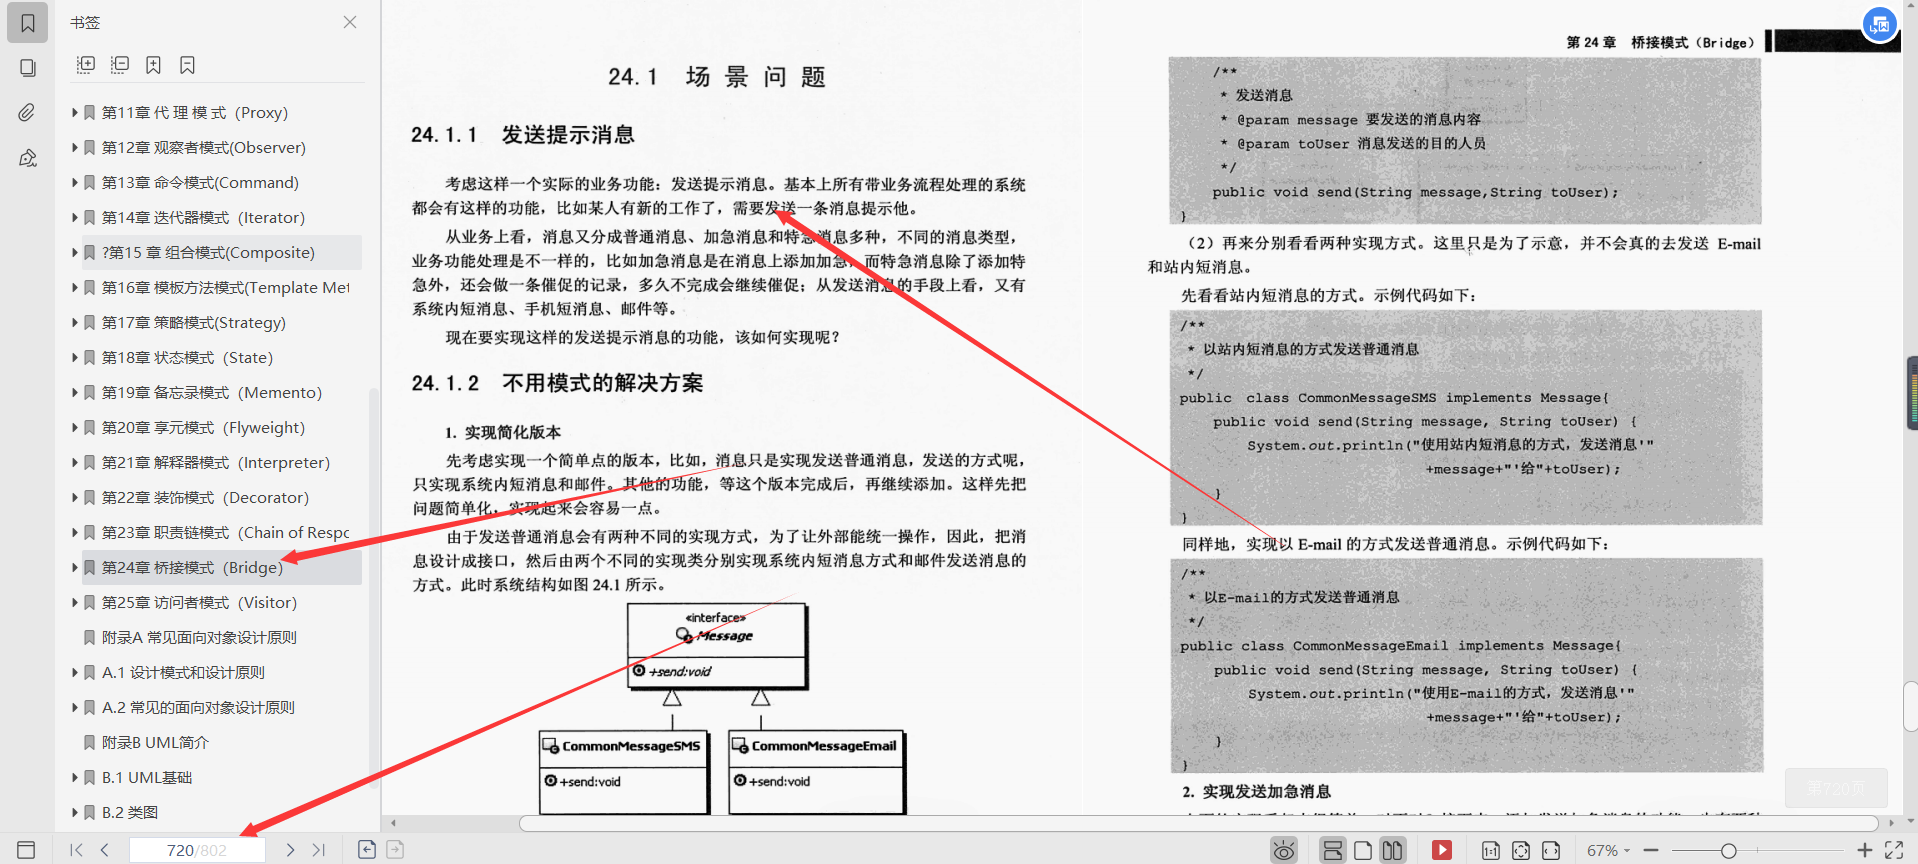 书签
第11章 代 理 模 式（Proxy）
第12章 观察者模式(Observer)
第13章 命令模式(Command)
第14章 迭代器模式（Iterator）
?第15 章 组合模式(Composite)
第16章 模板方法模式(Template Met
第17章 策略模式(Strategy)
第18章 状态模式（State）
第19章 备忘录模式（Memento）
第20章 享元模式（Flyweight）
第21章 解释器模式（Interpreter）
第22章 装饰模式（Decorator）
第23章 职责链模式（Chain of Respo
第24章 桥接模式（Bridge）
第25章 访问者模式（Visitor）
附录A 常见面向对象设计原则
A.1 设计模式和设计原则
A.2 常见的面向对象设计原则
附录B UML简介
B.1 UML基础
B.2 类图
24.1 场 景 问 题
24.1.1 发送提示消息
考虑这样一个实际的业务功能：发送提示消息。基本上所有带业务流程处理的系统
都会有这样的功能，比如某人有新的工作了，需要发送一条消息提示他。
从业务上看，消息又分成普通消息、加急消息和特急消息多种，不同的消息类型，
业务功能处理是不一样的，比如加急消息是在消息上添加加急，而特急消息除了添加特
急外，还会做一条催促的记录，多久不完成会继续催促；从发送消息的手段上看，又有
系统内短消息、手机短消息、邮件等。
现在要实现这样的发送提示消息的功能，该如何实现呢？
24.1.2 不用模式的解决方案
1. 实现简化版本
先考虑实现一个简单点的版本，比如，消息只是实现发送普通消息，发送的方式呢，
只实现系统内短消息和邮件。其他的功能，等这个版本完成后，再继续添加。这样先把
问题简单化，实现起来会容易一点。
由于发送普通消息会有两种不同的实现方式，为了让外部能统一操作，因此，把消
息设计成接口，然后由两个不同的实现类分别实现系统内短消息方式和邮件发送消息的
方式。此时系统结构如图 24.1 所示。
«interface»
Message
+send:void
CommonMessageSMS
+send:void
CommonMessageEmail
+send:void
第 24 章 桥接模式（Bridge）
/**
* 发送消息
* @param message 要发送的消息内容
* @param toUser 消息发送的目的人员
*/
public void send(String message,String toUser);
}
（2）再来分别看看两种实现方式。这里只是为了示意，并不会真的去发送 E-mail
和站内短消息。
先看看站内短消息的方式。示例代码如下：
/**
* 以站内短消息的方式发送普通消息
*/
public class CommonMessageSMS implements Message{
public void send(String message, String toUser) {
System.out.println("使用站内短消息的方式，发送消息'"
+message+"'给"+toUser);
}
}
同样地，实现以 E-mail 的方式发送普通消息。示例代码如下：
/**
* 以E-mail的方式发送普通消息
*/
public class CommonMessageEmail implements Message{
public void send(String message, String toUser) {
System.out.println("使用E-mail的方式，发送消息'"
+message+"'给"+toUser);
}
}
2. 实现发送加急消息
第720页
720/802
67%